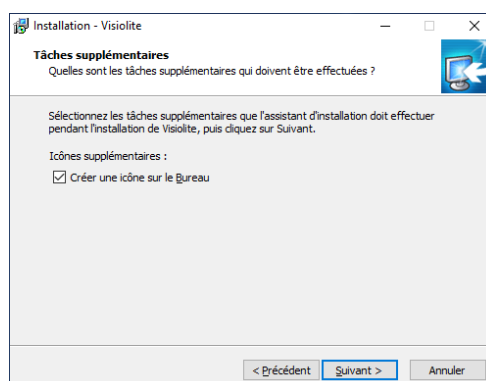 Installation - Visiolite
Tâches supplémentaires
Quelles sont les tâches supplémentaires qui doivent être effectuées ?
Sélectionnez les tâches supplémentaires que l'assistant d'installation doit effectuer
pendant l'installation de Visiolite, puis cliquez sur Suivant.
Icônes supplémentaires :
Créer une icône sur le Bureau
< Précédent Suivant > Annuler